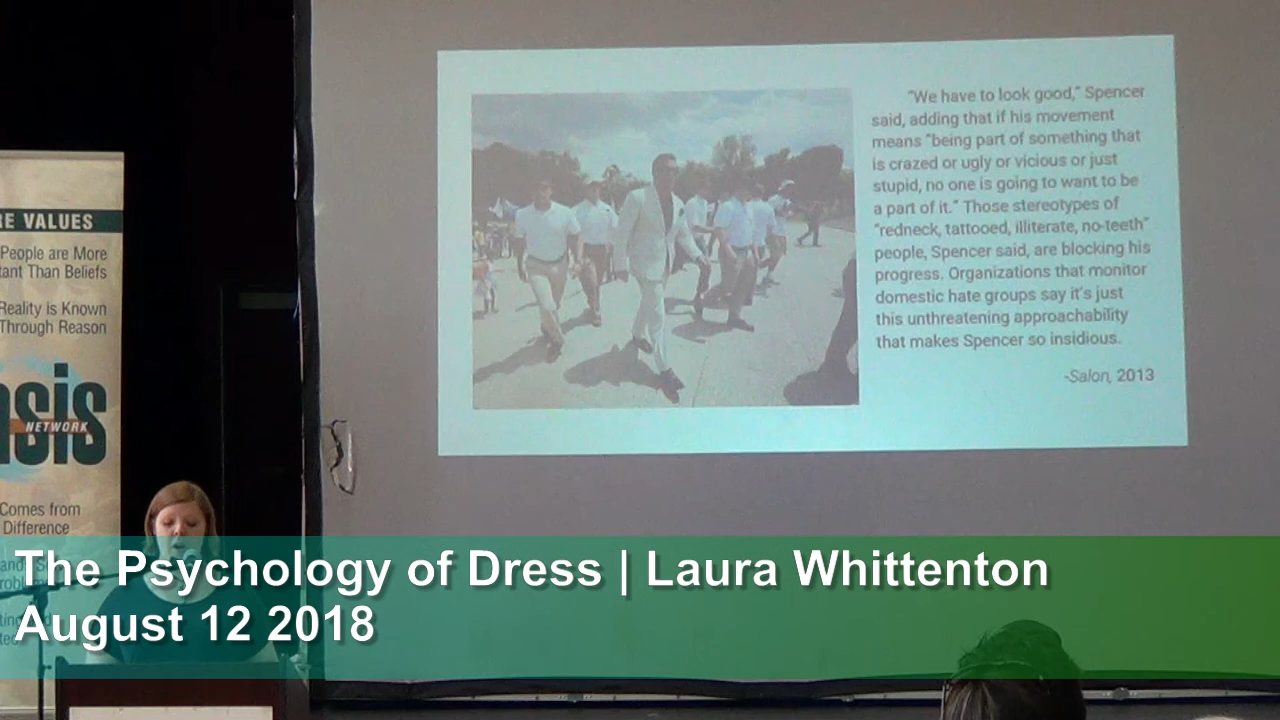 RE VALUES
People are More
tant Than Beliefs
Reality is Known
Through Reason
asis
NETWORK
Comes from
Difference
"We have to look good," Spencer
said, adding that if his movement
means "being part of something that
is crazed or ugly or vicious or just
stupid, no one is going to want to be
a part of it." Those stereotypes of
"redneck, tattooed, illiterate, no-teeth"
people, Spencer said, are blocking his
progress. Organizations that monitor
domestic hate groups say it's just
this unthreatening approachability
that makes Spencer so insidious.
-Salon, 2013
The Psychology of Dress | Laura Whittenton
August 12 2018